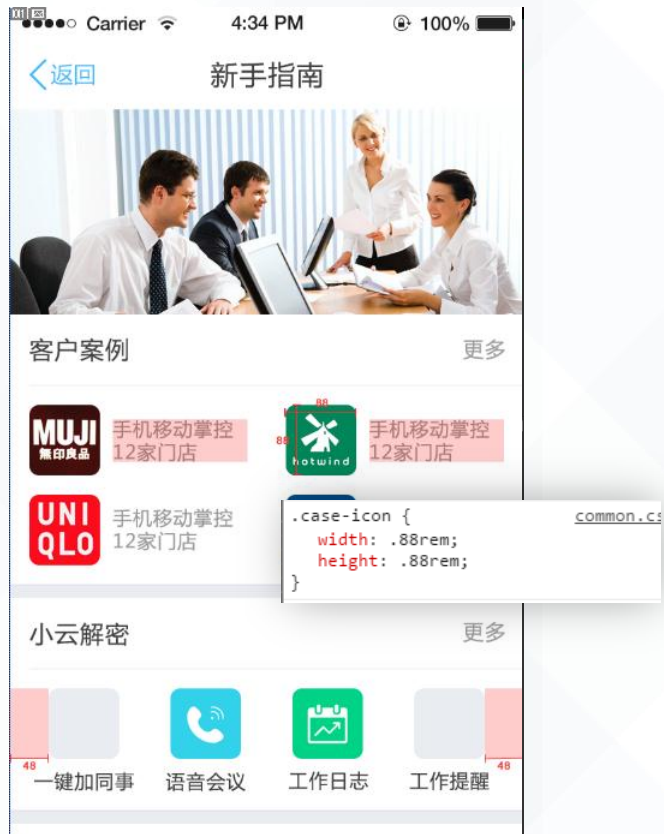 Carrier 4:34 PM 100%
返回 新手指南
客户案例 更多
88
MUJI
無印良品
手机移动掌控
12家门店
88
hotwind
手机移动掌控
12家门店
UNI
QLO
手机移动掌控
12家门店
.case-icon { common.cs
width: .88rem;
height: .88rem;
}
小云解密 更多
48 48
一键加同事 语音会议 工作日志 工作提醒